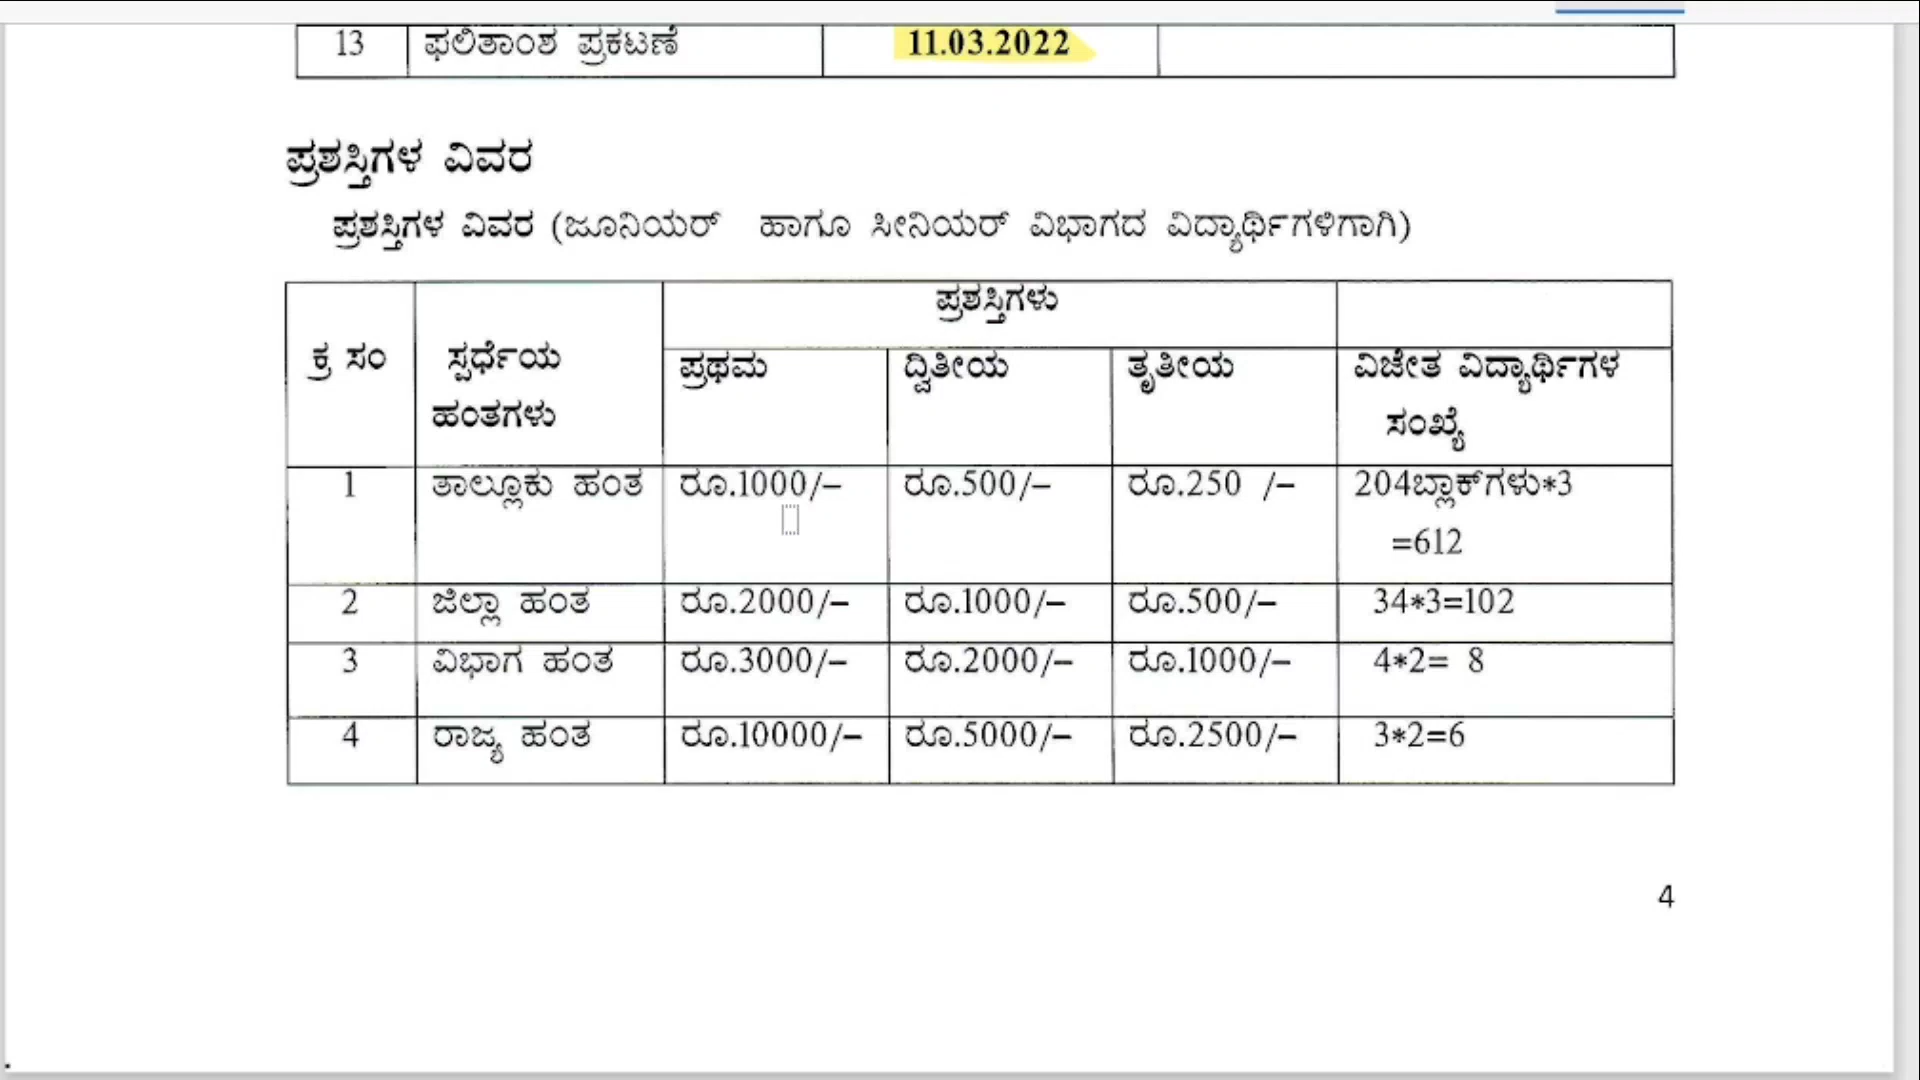 13 ಫಲಿತಾಂಶ ಪ್ರಕಟಣೆ 11.03.2022
ಪ್ರಶಸ್ತಿಗಳ ವಿವರ
ಪ್ರಶಸ್ತಿಗಳ ವಿವರ (ಜೂನಿಯರ್ ಹಾಗೂ ಸೀನಿಯರ್ ವಿಭಾಗದ ವಿದ್ಯಾರ್ಥಿಗಳಿಗಾಗಿ)
ಪ್ರಶಸ್ತಿಗಳು
ಕ್ರ ಸಂ ಸ್ಪರ್ಧೆಯ ಪ್ರಥಮ ದ್ವಿತೀಯ ತೃತೀಯ ವಿಜೇತ ವಿದ್ಯಾರ್ಥಿಗಳ
ಹಂತಗಳು ಸಂಖ್ಯೆ
1 ತಾಲ್ಲೂಕು ಹಂತ ರೂ.1000/– ರೂ.500/– ರೂ.250 /– 204ಬ್ಲಾಕ್‌ಗಳು*3
=612
2 ಜಿಲ್ಲಾ ಹಂತ ರೂ.2000/– ರೂ.1000/– ರೂ.500/– 34*3=102
3 ವಿಭಾಗ ಹಂತ ರೂ.3000/– ರೂ.2000/– ರೂ.1000/– 4*2= 8
4 ರಾಜ್ಯ ಹಂತ ರೂ.10000/– ರೂ.5000/– ರೂ.2500/– 3*2=6
4